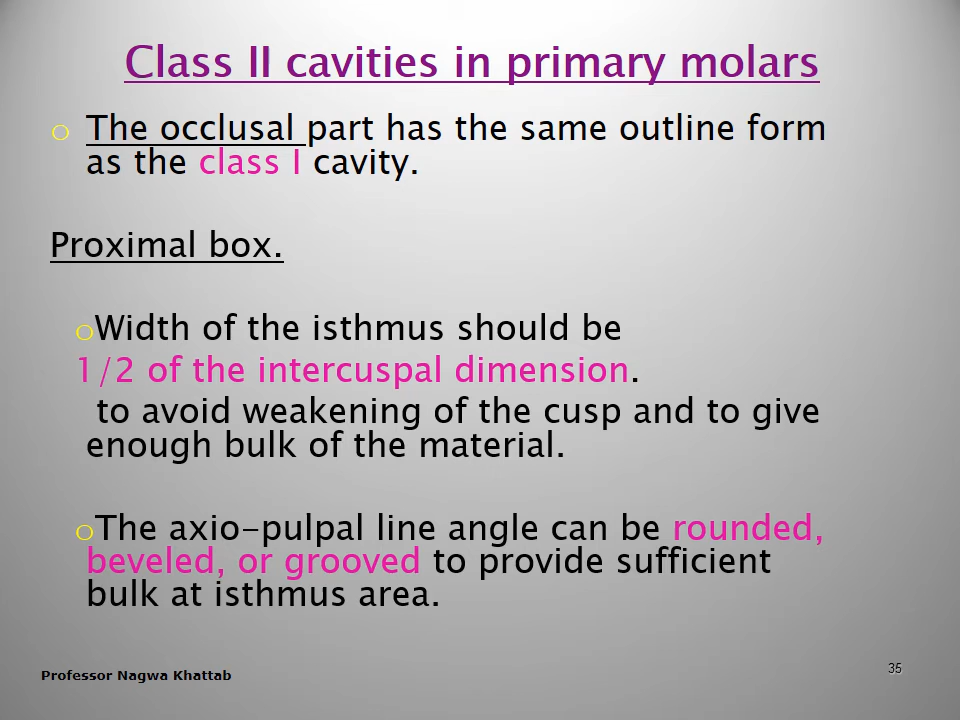 Class II cavities in primary molars
o The occlusal part has the same outline form
as the class I cavity.
Proximal box.
oWidth of the isthmus should be
1/2 of the intercuspal dimension.
to avoid weakening of the cusp and to give
enough bulk of the material.
oThe axio-pulpal line angle can be rounded,
beveled, or grooved to provide sufficient
bulk at isthmus area.
Professor Nagwa Khattab
35